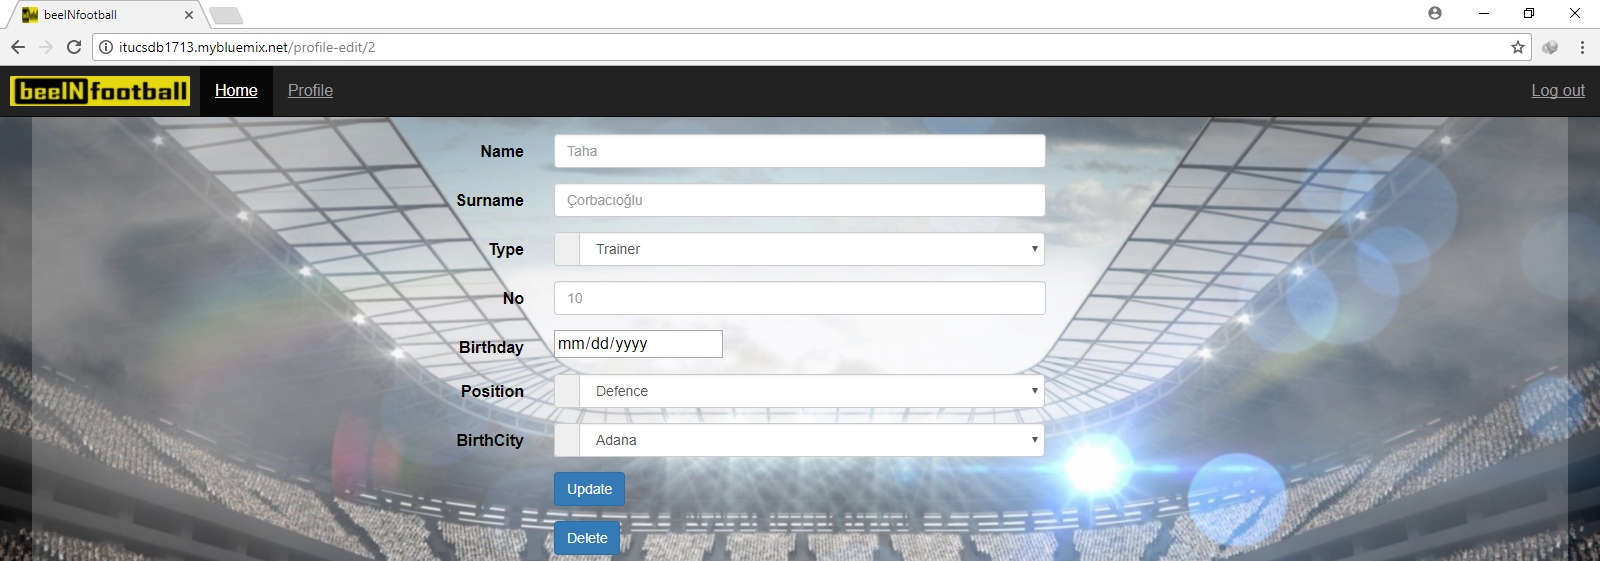 beeINfootball
itucsdb1713.mybluemix.net/profile-edit/2
beeINfootball Home Profile Log out
Name Taha
Surname Çorbacıoğlu
Type Trainer
No 10
Birthday mm/dd/yyyy
Position Defence
BirthCity Adana
Update
Delete